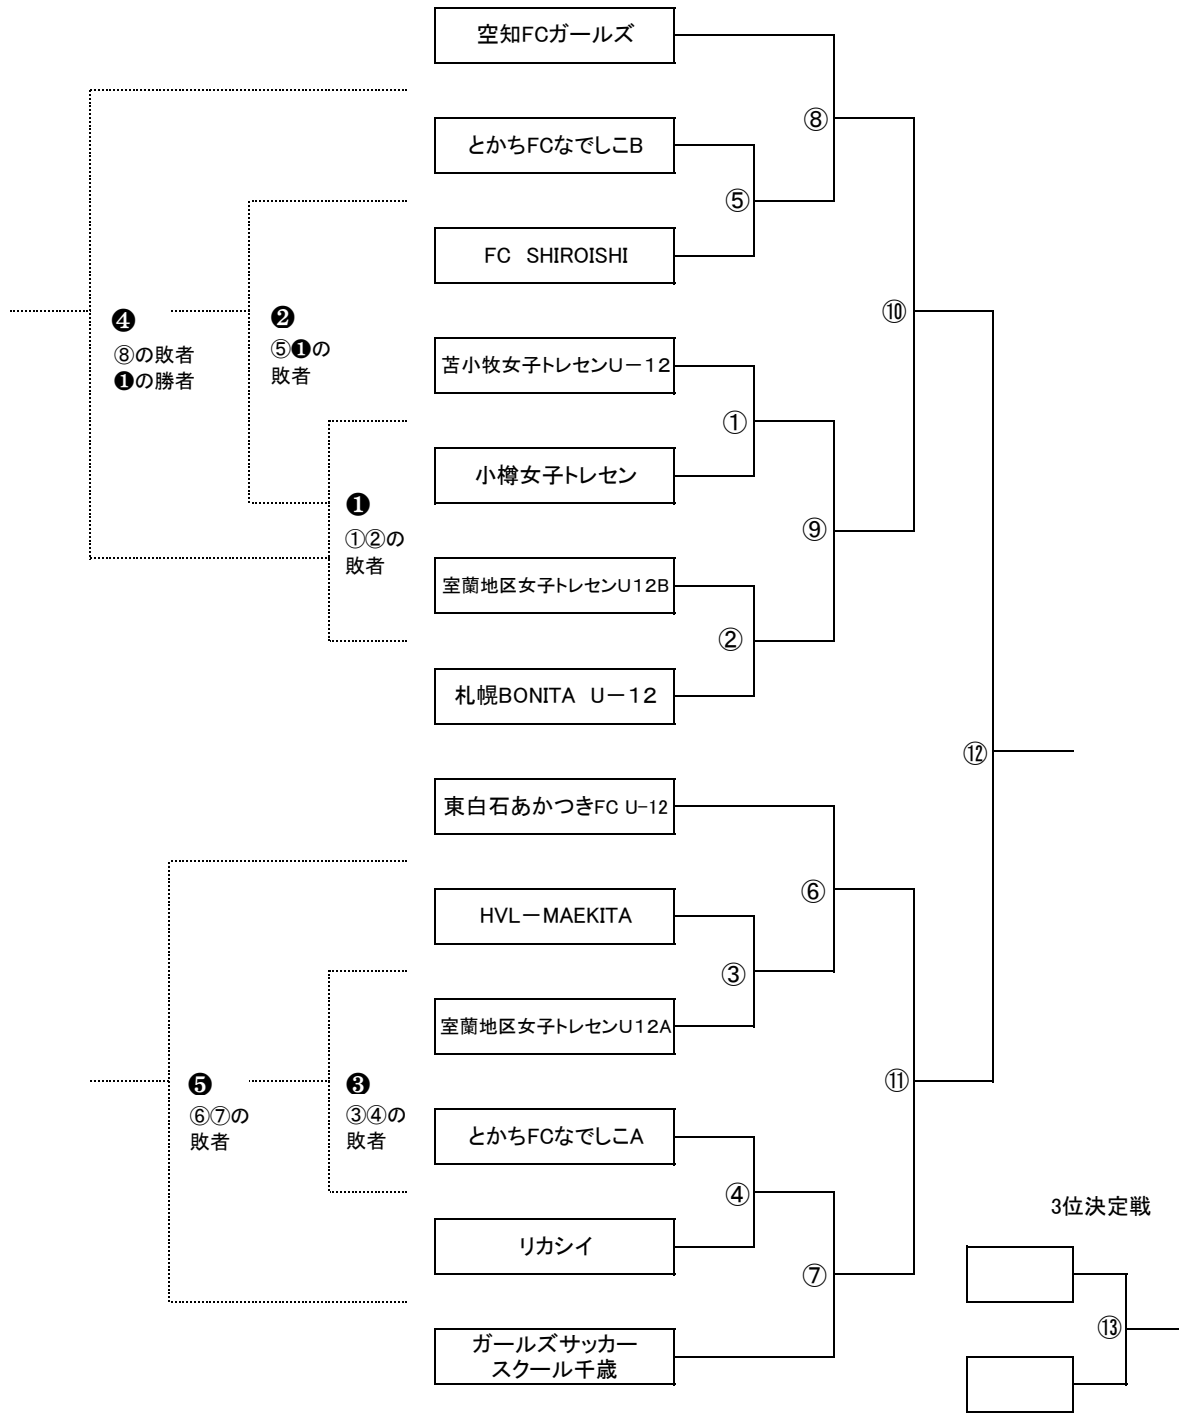 空知FCガールズ
⑧
とかちFCなでしこB
⑤
FC　SHIROISHI
❹
⑧の敗者
❶の勝者
❷
⑤❶の
敗者
⑩
苫小牧女子トレセンU－12
①
小樽女子トレセン
❶
①②の
敗者
⑨
室蘭地区女子トレセンU12B
②
札幌BONITA　U－12
⑫
東白石あかつきFC U-12
⑥
HVL－MAEKITA
③
室蘭地区女子トレセンU12A
❺
⑥⑦の
敗者
❸
③④の
敗者
⑪
とかちFCなでしこA
④
リカシイ
⑦
ガールズサッカー
スクール千歳
3位決定戦
⑬